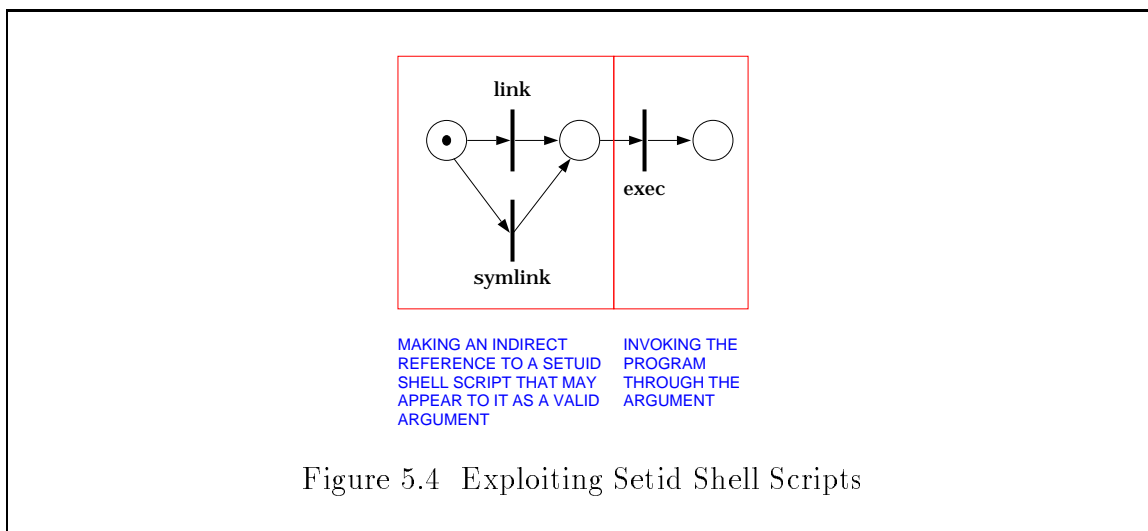 link
exec
symlink
MAKING AN INDIRECT
REFERENCE TO A SETUID
SHELL SCRIPT THAT MAY
APPEAR TO IT AS A VALID
ARGUMENT
INVOKING THE
PROGRAM
THROUGH THE
ARGUMENT
Figure 5.4 Exploiting Setid Shell Scripts